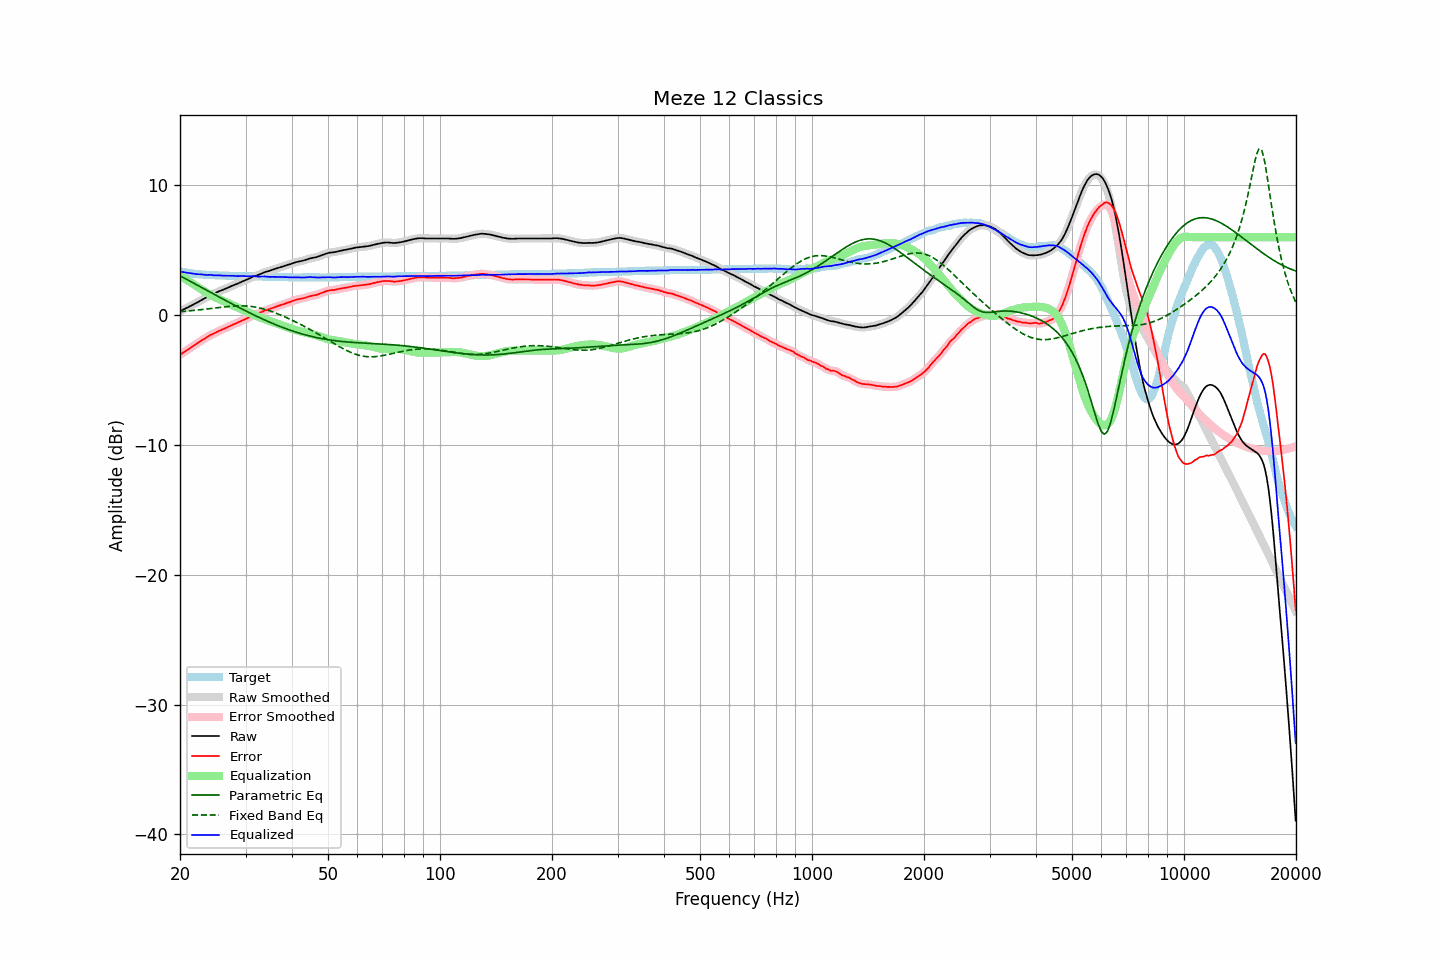 Meze 12 Classics
Amplitude (dBr)
10
0
−10
−20
−30
−40
Target
Raw Smoothed
Error Smoothed
Raw
Error
Equalization
Parametric Eq
Fixed Band Eq
Equalized
20 50 100 200 500 1000 2000 5000 10000 20000
Frequency (Hz)